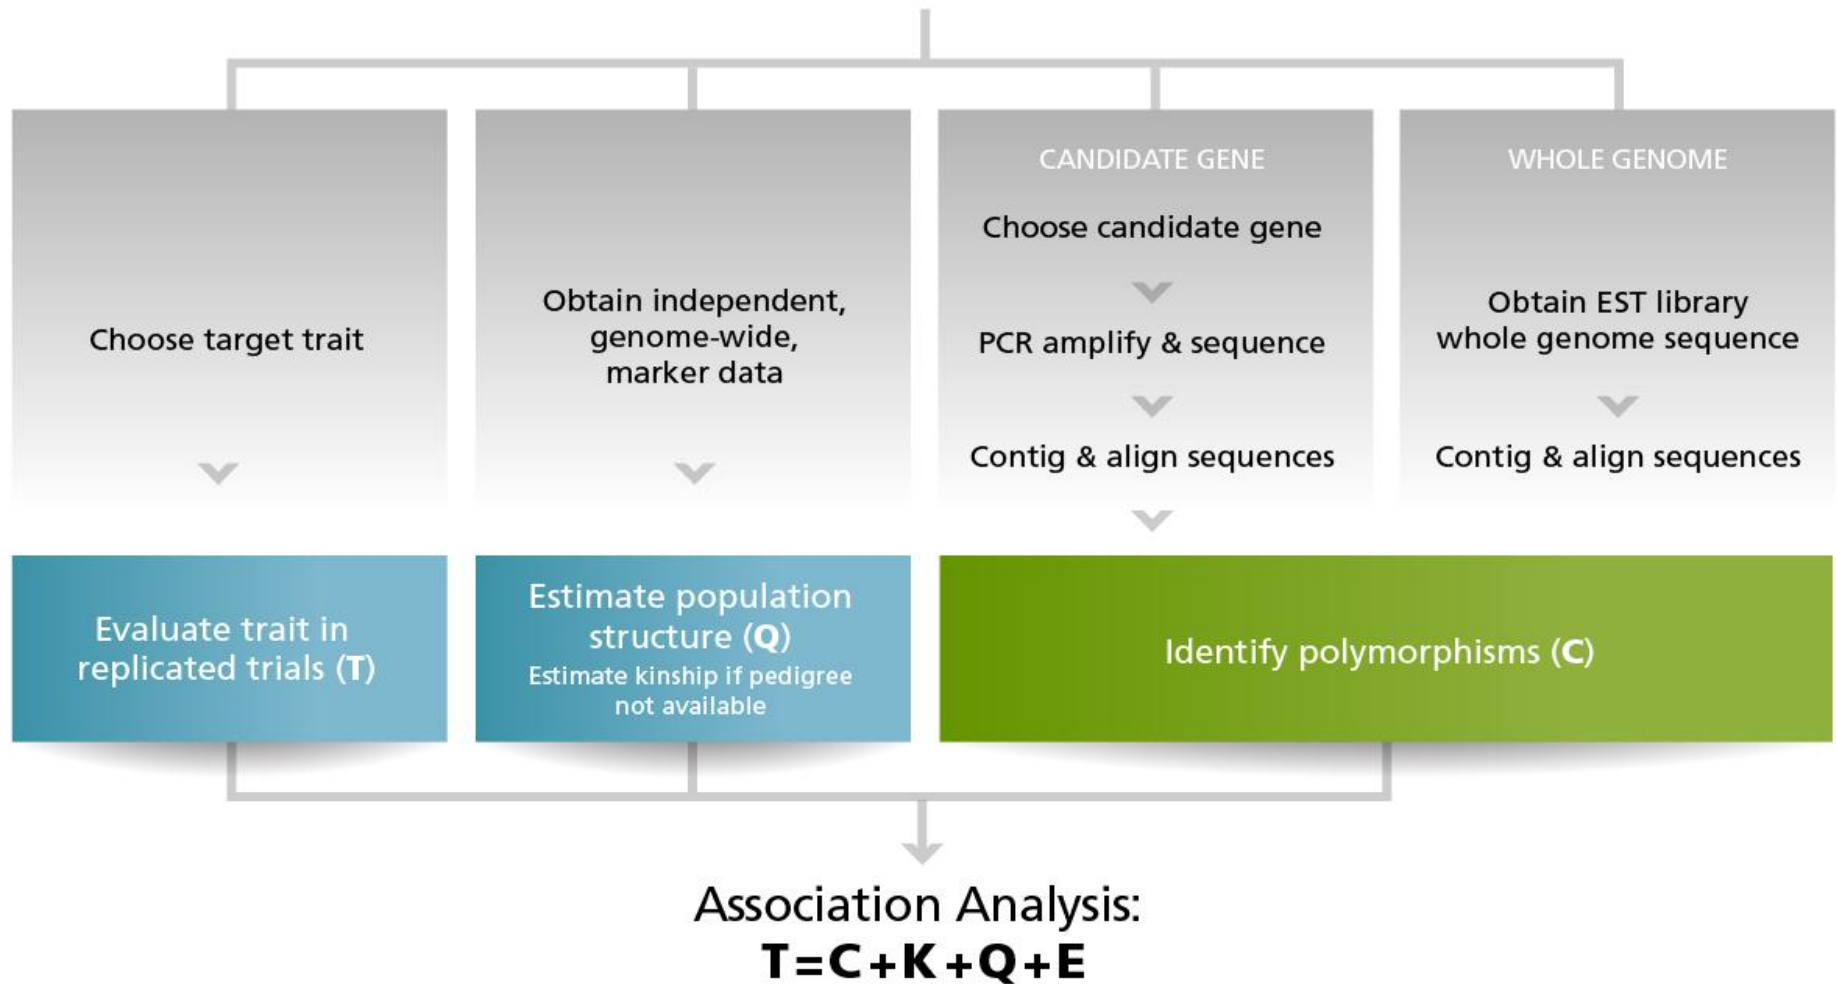 Choose target trait
Evaluate trait in
replicated trials (T)
Obtain independent,
genome-wide,
marker data
Estimate population
structure (Q)
Estimate kinship if pedigree
not available
CANDIDATE GENE
Choose candidate gene
PCR amplify & sequence
Contig & align sequences
WHOLE GENOME
Obtain EST library
whole genome sequence
Contig & align sequences
Identify polymorphisms (C)
Association Analysis:
T=C+K+Q+E